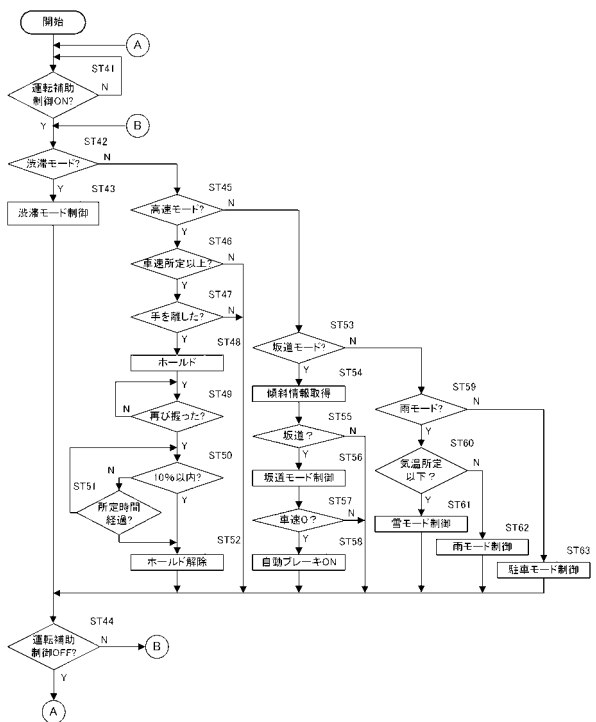 開始
A
ST41
運転補助
制御ON?
N
Y
B
ST42
渋滞モード?
N
Y
ST43
渋滞モード制御
ST45
高速モード?
N
Y
ST46
車速所定以上?
N
Y
ST47
手を離した?
N
Y
ST48
ホールド
Y
ST49
再び握った?
N
Y
ST50
10%以内?
N
Y
ST51
所定時間
経過?
ST52
ホールド解除
ST53
坂道モード?
N
Y
ST54
傾斜情報取得
ST55
坂道?
N
Y
ST56
坂道モード制御
ST57
車速0?
N
Y
ST58
自動ブレーキON
ST59
雨モード?
N
Y
ST60
気温所定
以下?
N
Y
ST61
雪モード制御
ST62
雨モード制御
ST63
駐車モード制御
ST44
運転補助
制御OFF?
N
B
Y
A